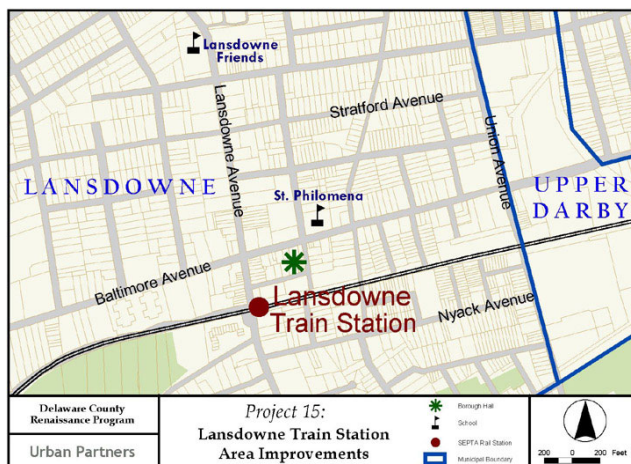 Lansdowne
Friends
Lansdowne Avenue
Stratford Avenue
Union Avenue
LANSDOWNE
UPPER
DARBY
St. Philomena
Baltimore Avenue
Lansdowne
Train Station
Nyack Avenue
Delaware County
Renaissance Program
Urban Partners
Project 15:
Lansdowne Train Station
Area Improvements
Borough Hall
School
SEPTA Rail Station
Municipal Boundary
200 0 200 Feet